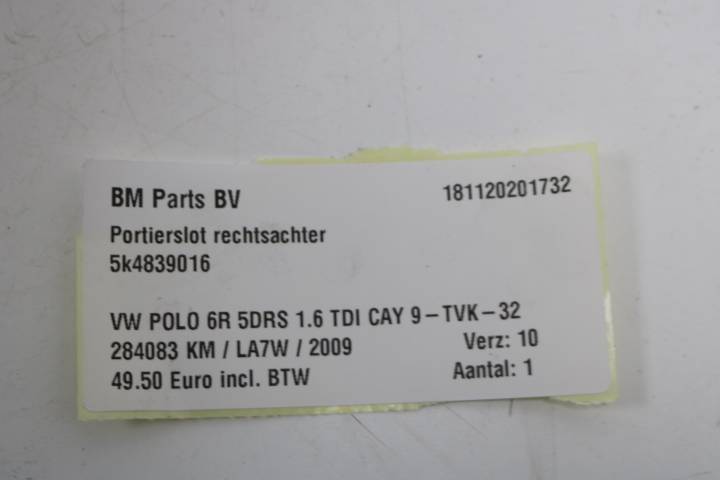 BM Parts BV 181120201732
Portierslot rechtsachter
5k4839016
VW POLO 6R 5DRS 1.6 TDI CAY 9-TVK-32
284083 KM / LA7W / 2009 Verz: 10
49.50 Euro incl. BTW Aantal: 1